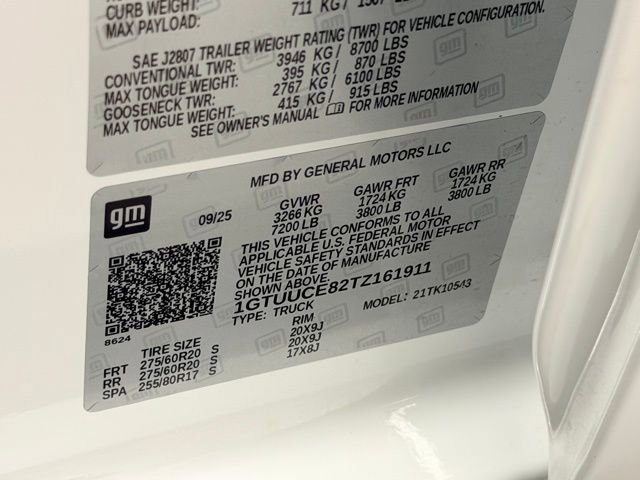 CURB WEIGHT: 711 KG /
MAX PAYLOAD:
SAE J2807 TRAILER WEIGHT RATING (TWR) FOR VEHICLE CONFIGURATION.
CONVENTIONAL TWR: 3946 KG / 8700 LBS
MAX TONGUE WEIGHT: 395 KG / 870 LBS
GOOSENECK TWR: 2767 KG / 6100 LBS
MAX TONGUE WEIGHT: 415 KG / 915 LBS
SEE OWNER'S MANUAL FOR MORE INFORMATION
MFD BY GENERAL MOTORS LLC
gm
09/25
GVWR GAWR FRT GAWR RR
3266 KG 1724 KG 1724 KG
7200 LB 3800 LB 3800 LB
THIS VEHICLE CONFORMS TO ALL
APPLICABLE U.S. FEDERAL MOTOR
VEHICLE SAFETY STANDARDS IN EFFECT
ON THE DATE OF MANUFACTURE
SHOWN ABOVE.
1GTUUCE82TZ161911
TYPE: TRUCK MODEL: 21TK10543
8624
TIRE SIZE RIM
FRT 275/60R20 S 20X9J
RR 275/60R20 S 20X9J
SPA 255/80R17 S 17X8J